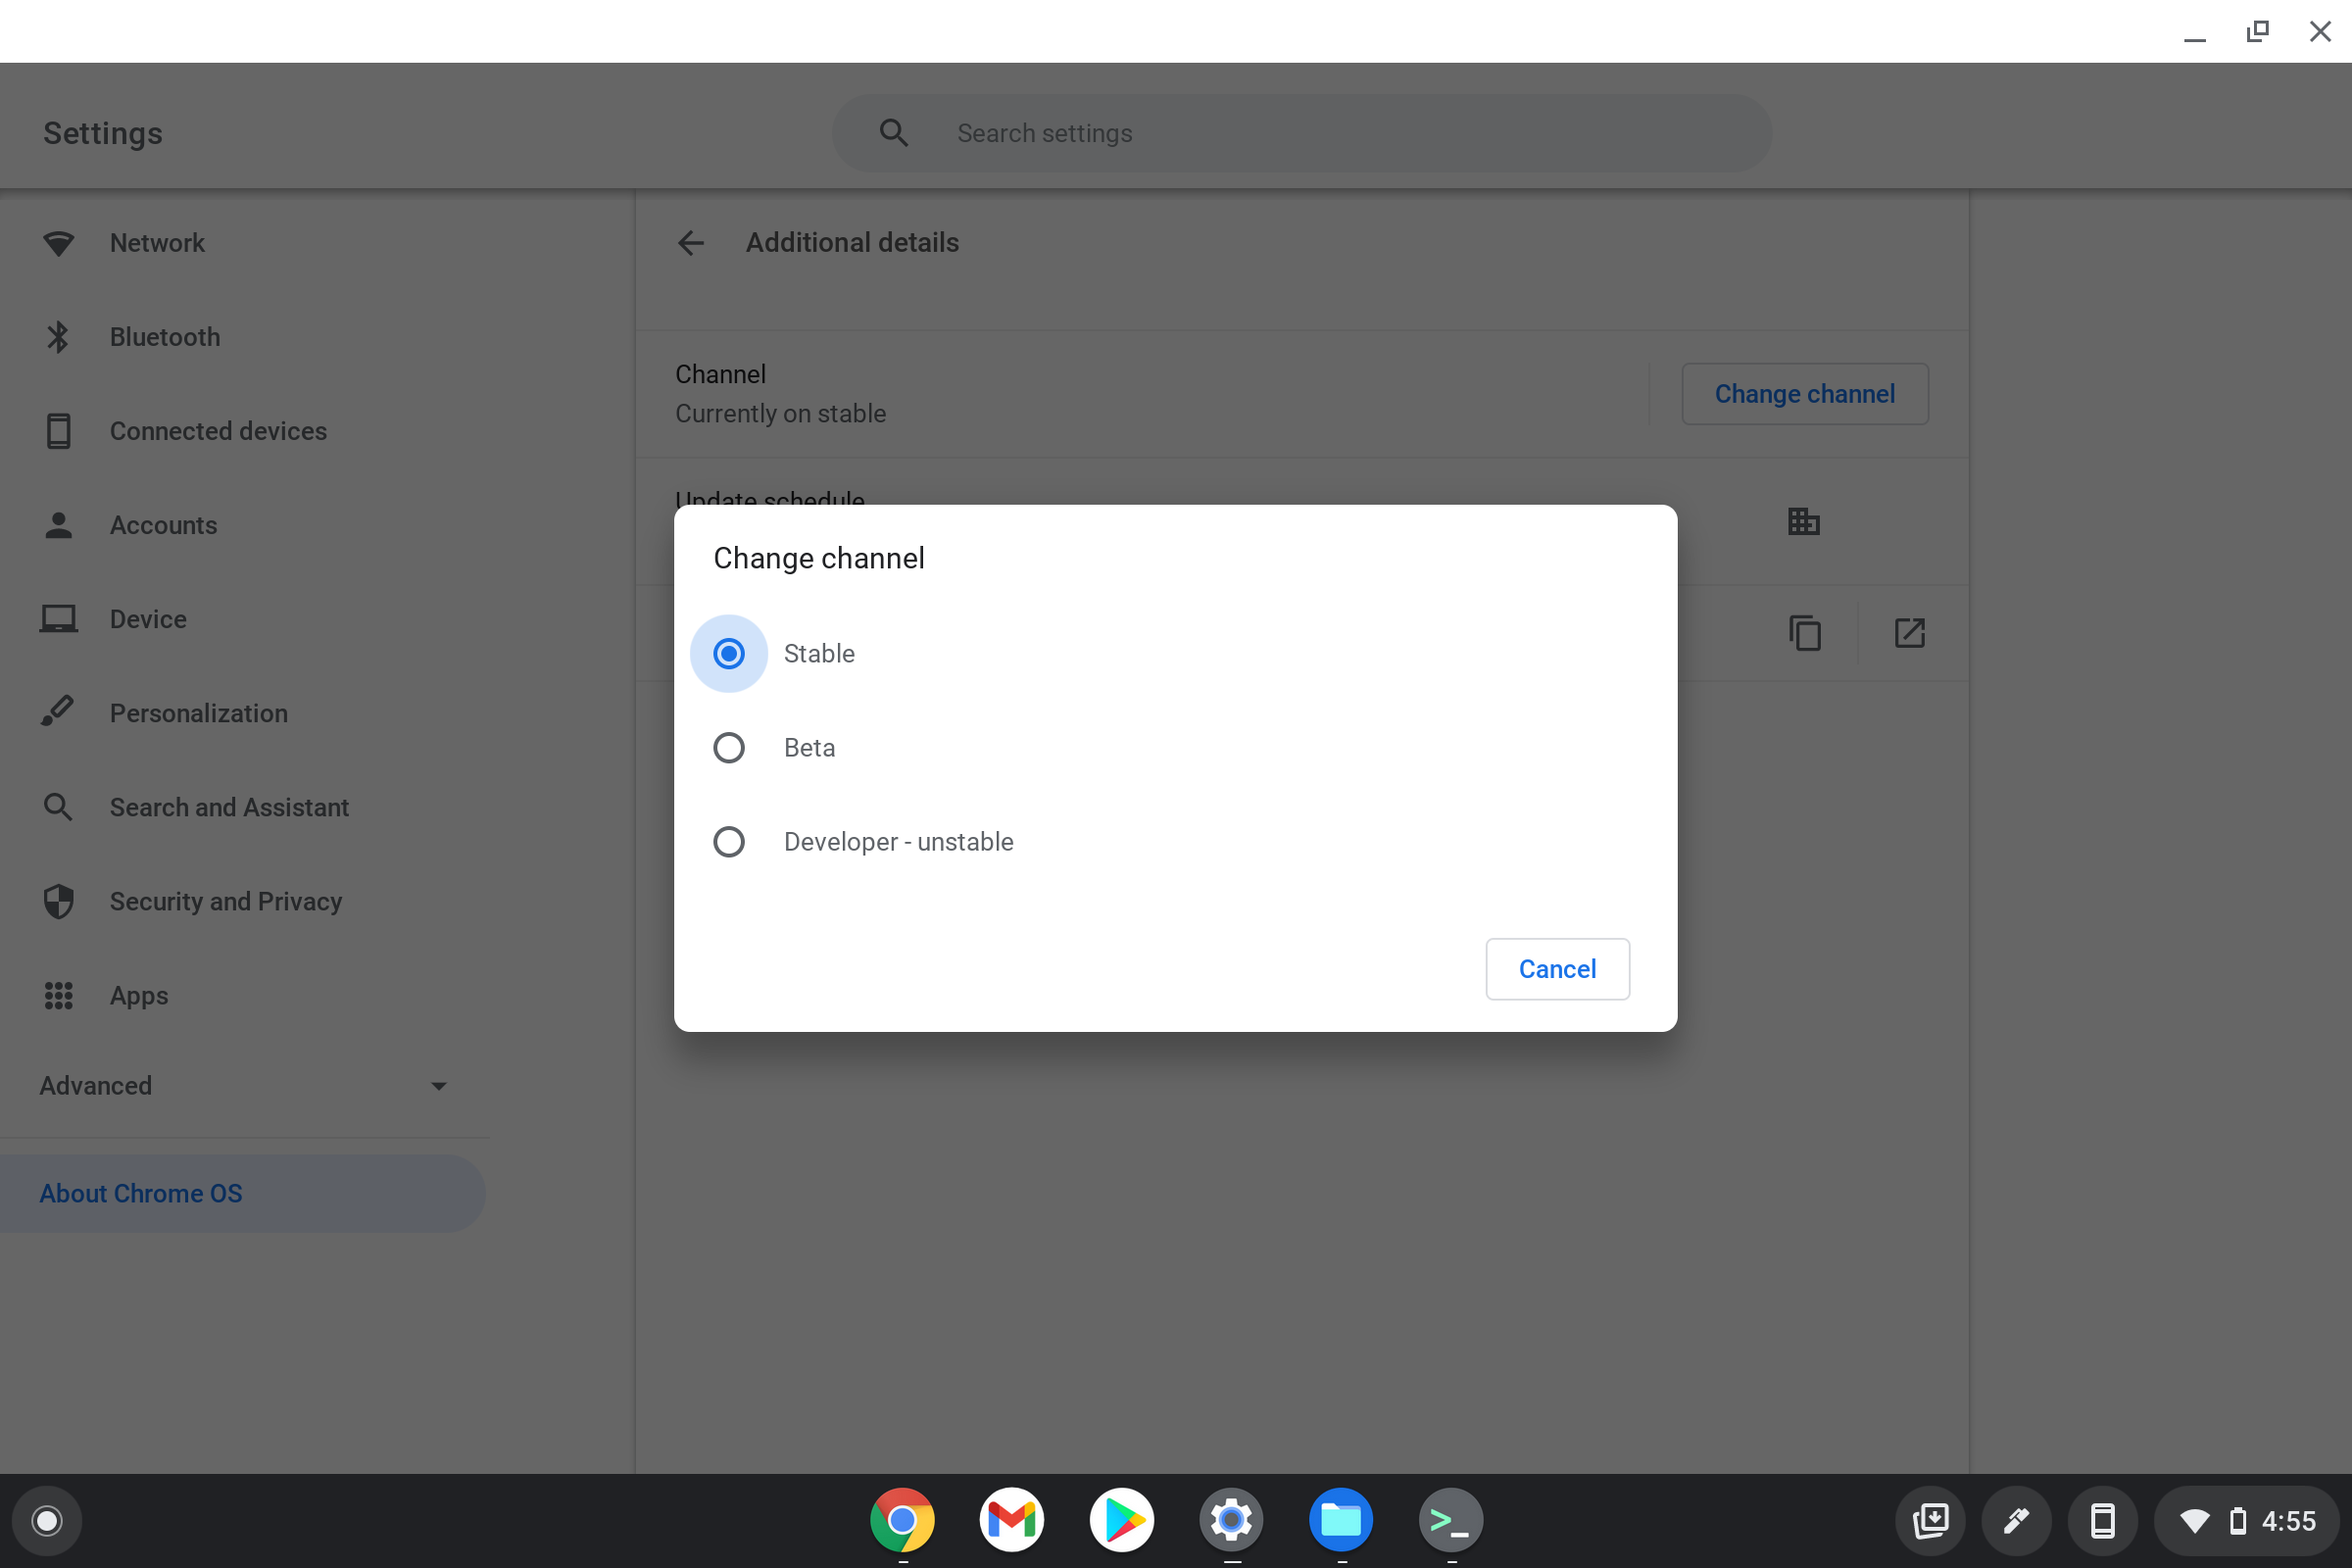 Settings
Search settings
Network
Bluetooth
Connected devices
Accounts
Device
Personalization
Search and Assistant
Security and Privacy
Apps
Advanced
About Chrome OS
Additional details
Channel
Currently on stable
Change channel
Update schedule
Change channel
Stable
Beta
Developer - unstable
Cancel
4:55